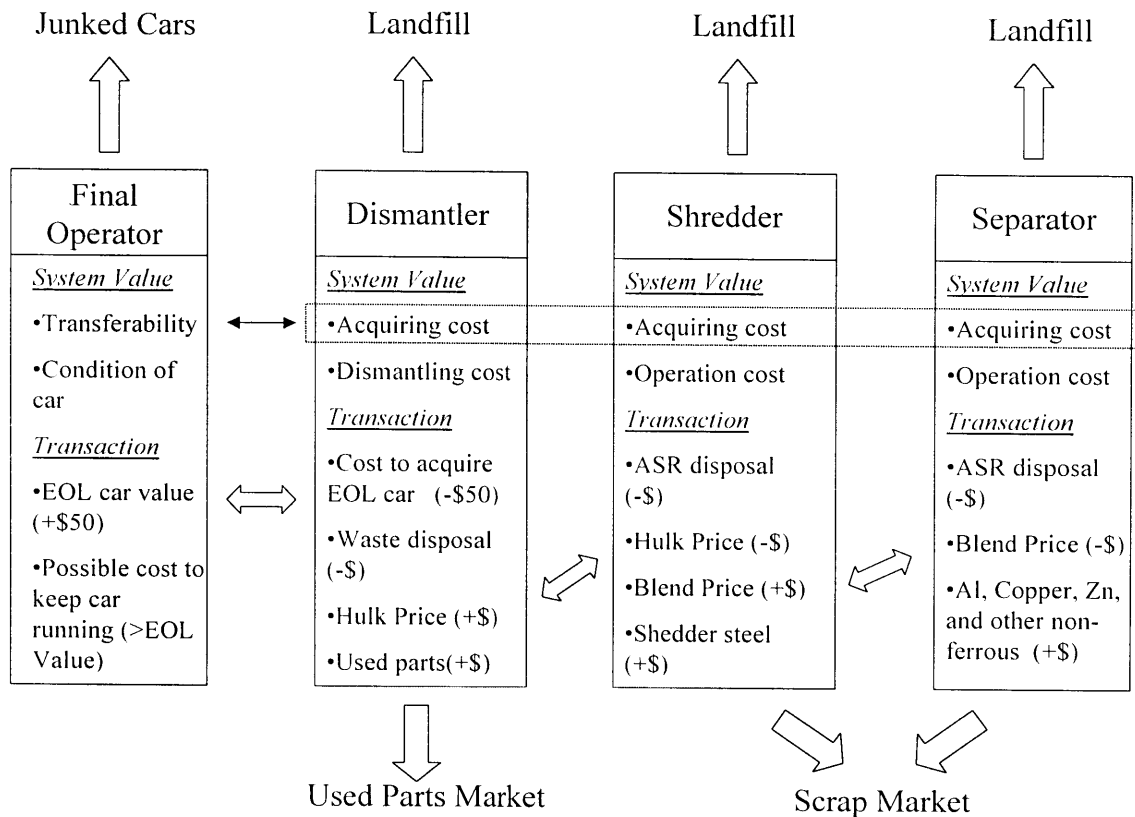 Junked Cars
Landfill
Landfill
Landfill
Final
Operator
System Value
•Transferability
•Condition of
car
Transaction
•EOL car value
(+$50)
•Possible cost to
keep car
running (>EOL
Value)
Dismantler
System Value
•Acquiring cost
•Dismantling cost
Transaction
•Cost to acquire
EOL car (-$50)
•Waste disposal
(-$)
•Hulk Price (+$)
•Used parts(+$)
Shredder
System Value
•Acquiring cost
•Operation cost
Transaction
•ASR disposal
(-$)
•Hulk Price (-$)
•Blend Price (+$)
•Shedder steel
(+$)
Separator
System Value
•Acquiring cost
•Operation cost
Transaction
•ASR disposal
(-$)
•Blend Price (-$)
•Al, Copper, Zn,
and other non-
ferrous (+$)
Used Parts Market
Scrap Market